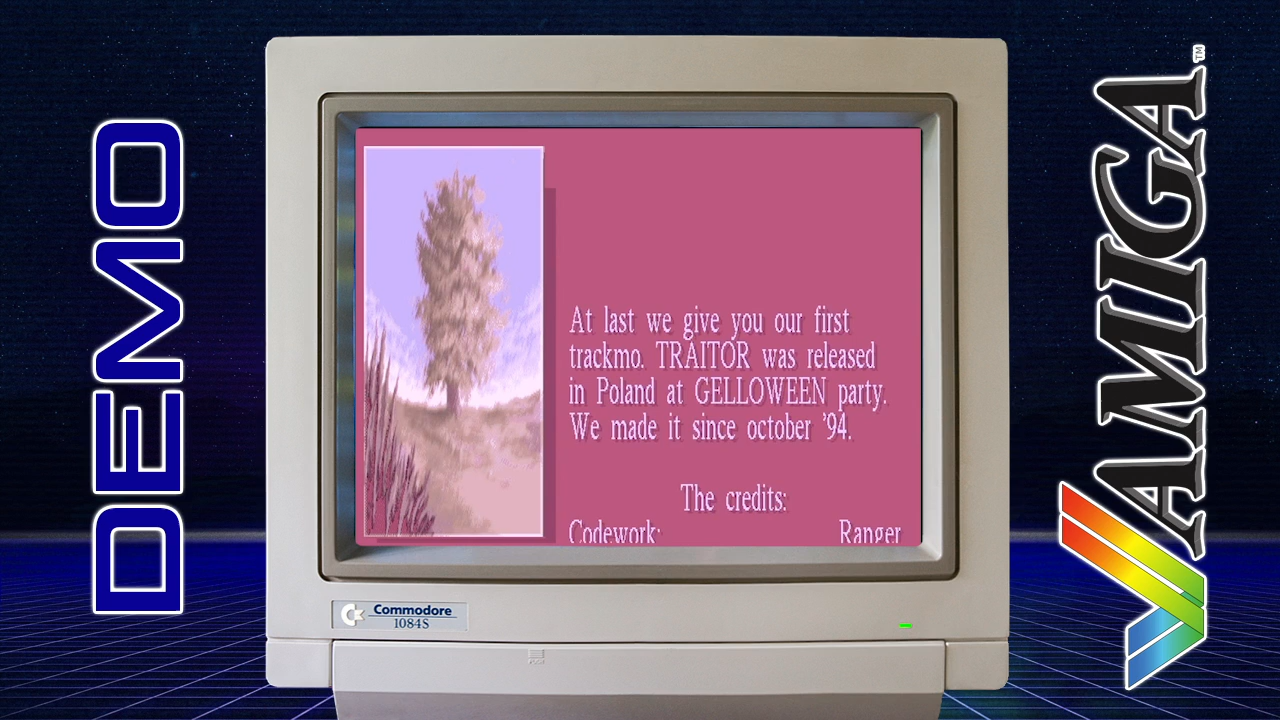 DEMO
At last we give you our first
trackmo. TRAITOR was released
in Poland at GELLOWEEN party.
We made it since october '94.
The credits:
Codework: Ranger
Commodore
1084S
AMIGA™